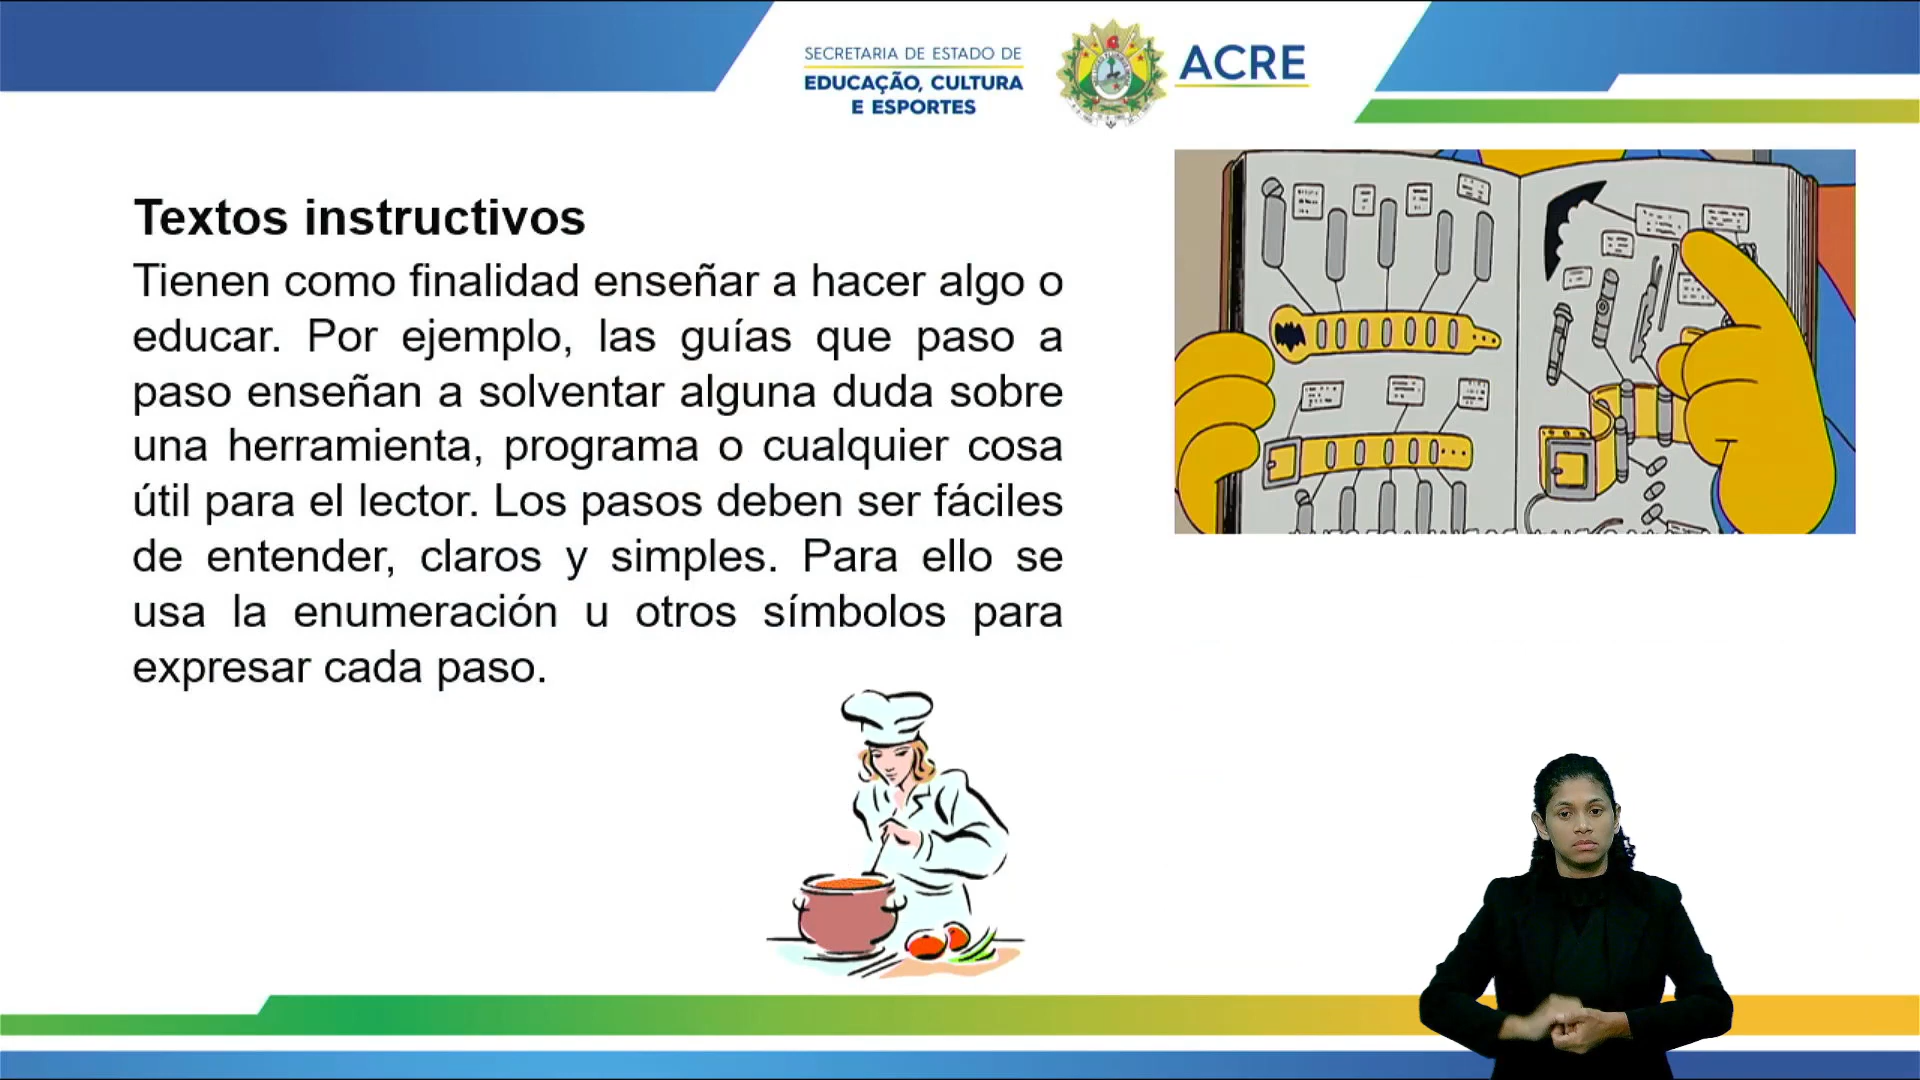 SECRETARIA DE ESTADO DE
EDUCAÇÃO, CULTURA
E ESPORTES
ACRE
Textos instructivos
Tienen como finalidad enseñar a hacer algo o
educar. Por ejemplo, las guías que paso a
paso enseñan a solventar alguna duda sobre
una herramienta, programa o cualquier cosa
útil para el lector. Los pasos deben ser fáciles
de entender, claros y simples. Para ello se
usa la enumeración u otros símbolos para
expresar cada paso.